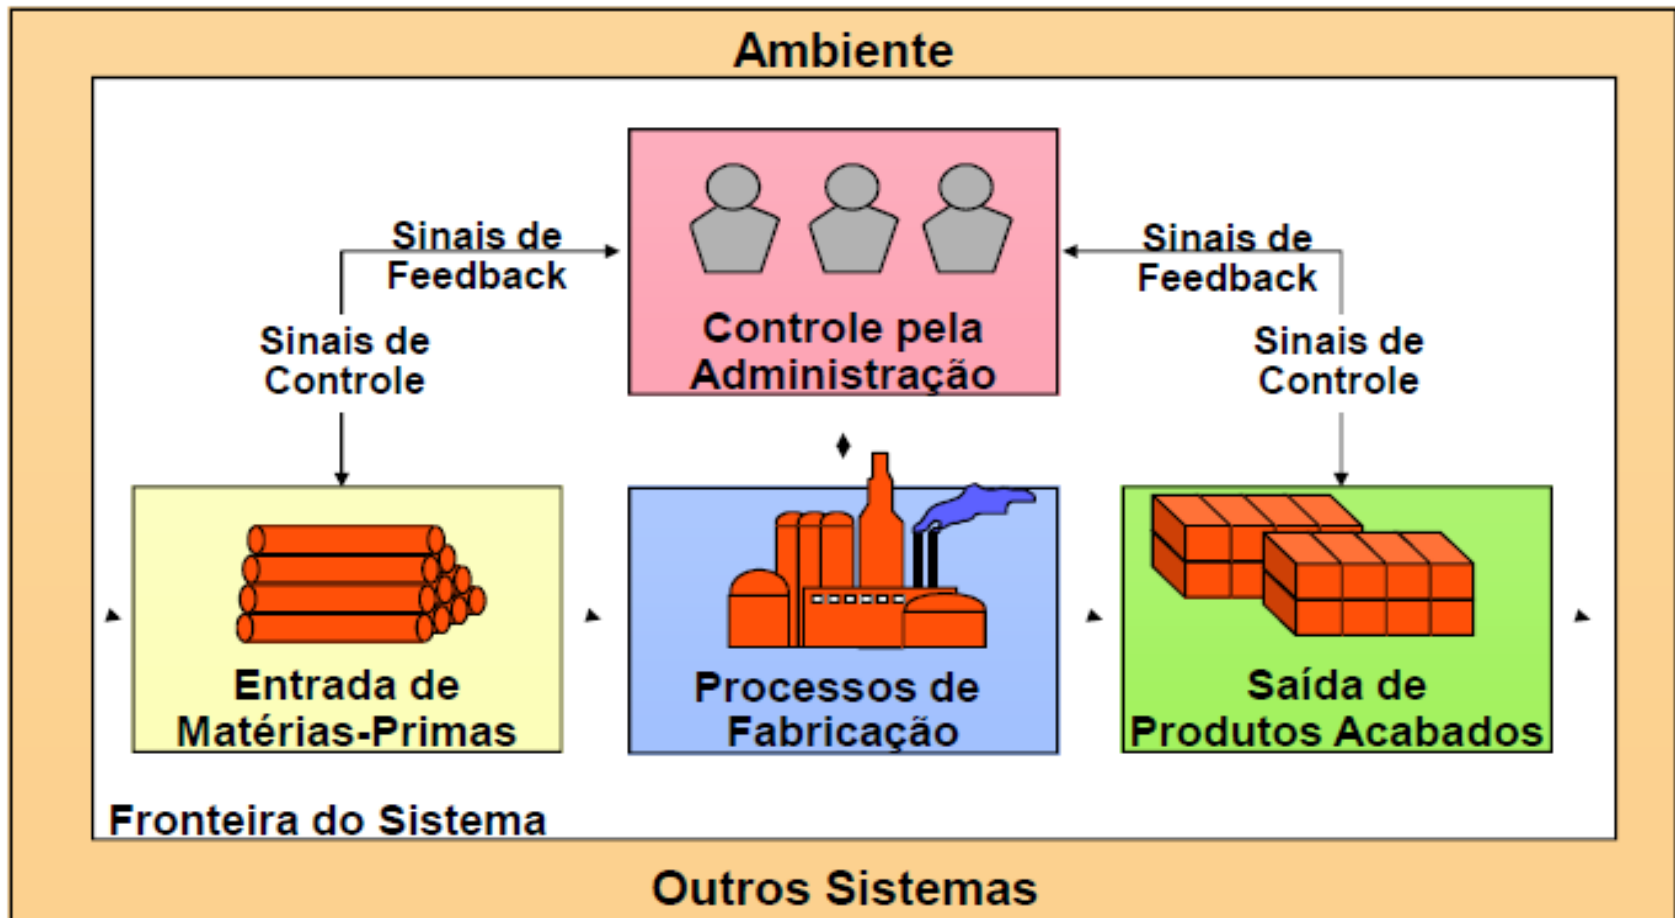 Ambiente
Sinais de
Feedback
Sinais de
Feedback
Sinais de
Controle
Controle pela
Administração
Sinais de
Controle
Entrada de
Matérias-Primas
Processos de
Fabricação
Saída de
Produtos Acabados
Fronteira do Sistema
Outros Sistemas